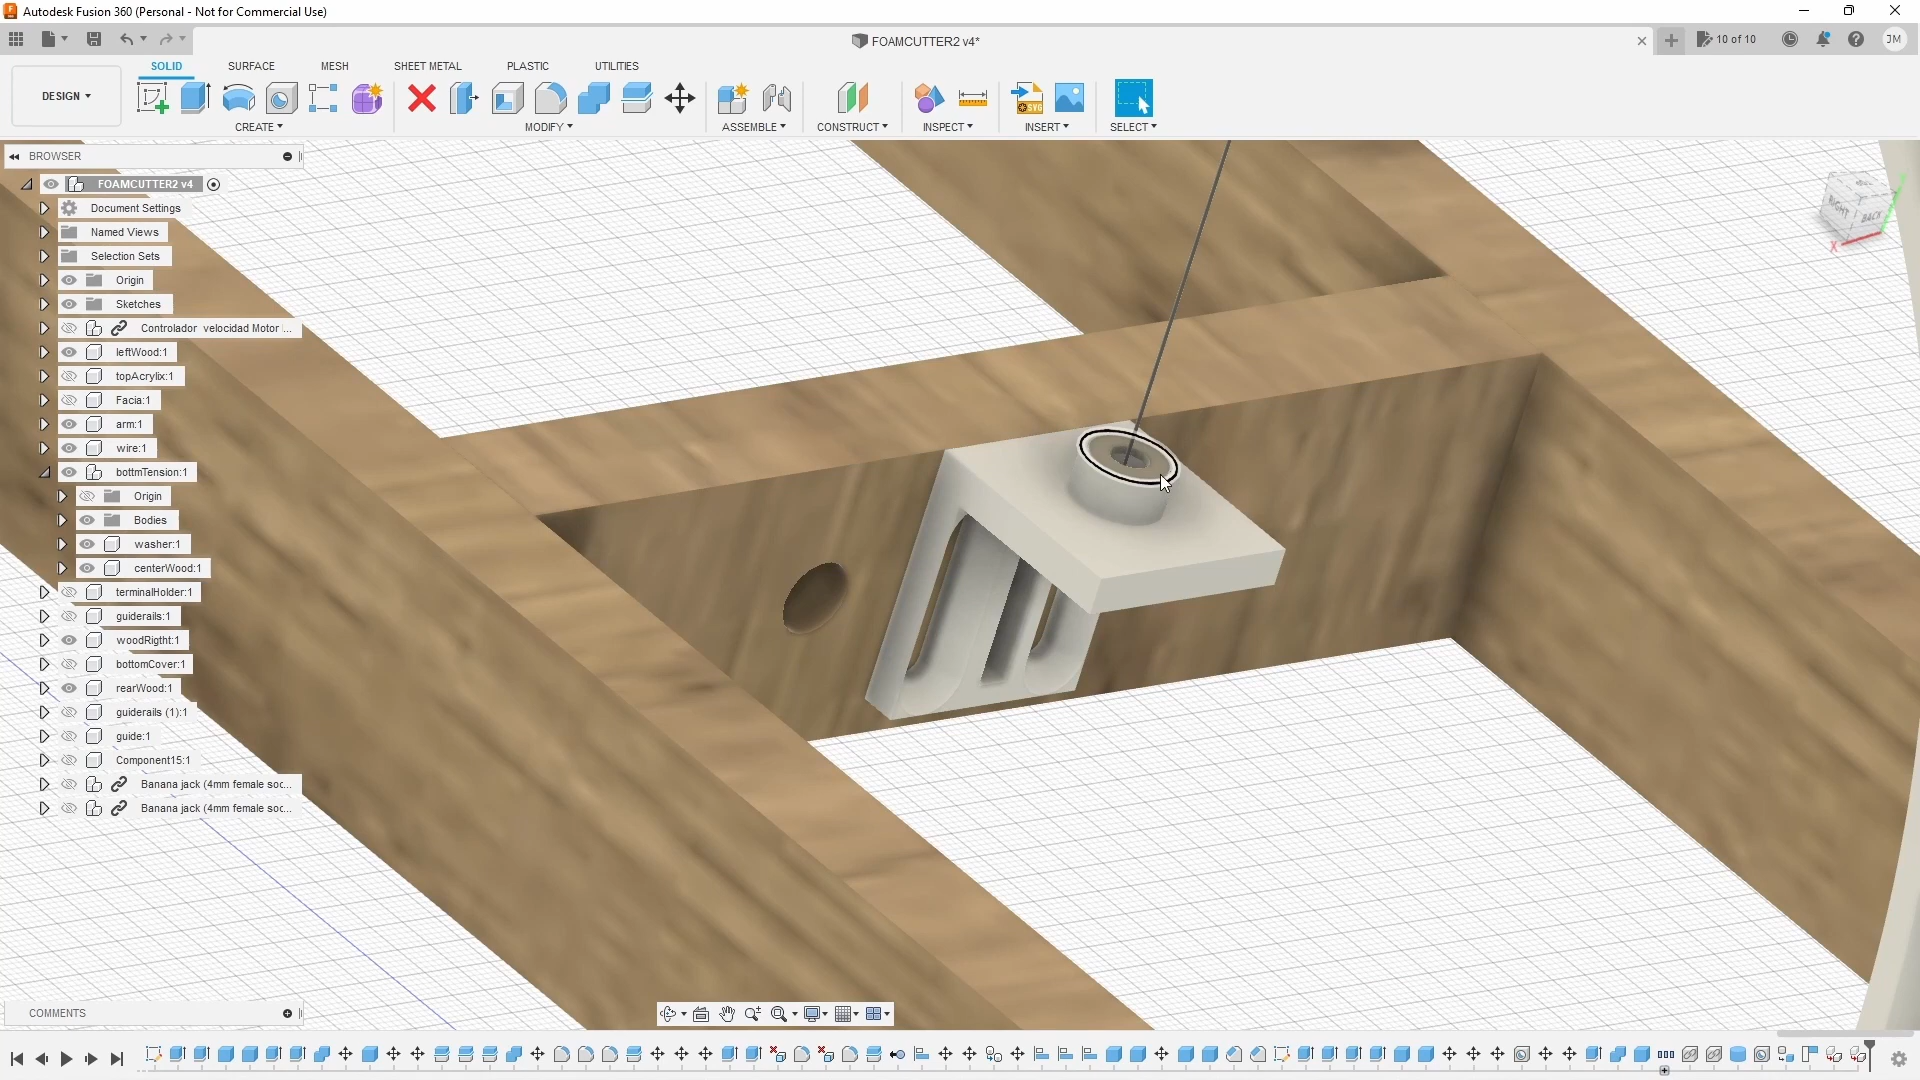 Autodesk Fusion 360 (Personal - Not for Commercial Use)
FOAMCUTTER2 v4*
10 of 10
JM
DESIGN
SOLID
SURFACE
MESH
SHEET METAL
PLASTIC
UTILITIES
CREATE
MODIFY
ASSEMBLE
CONSTRUCT
INSPECT
INSERT
SELECT
BROWSER
FOAMCUTTER2 v4
Document Settings
Named Views
Selection Sets
Origin
Sketches
Controlador velocidad Motor ...
leftWood:1
topAcrylix:1
Facia:1
arm:1
wire:1
bottmTension:1
Origin
Bodies
washer:1
centerWood:1
terminalHolder:1
guiderails:1
woodRigtht:1
bottomCover:1
rearWood:1
guiderails (1):1
guide:1
Component15:1
Banana jack (4mm female soc...
Banana jack (4mm female soc...
RIGHT
BACK
X
COMMENTS